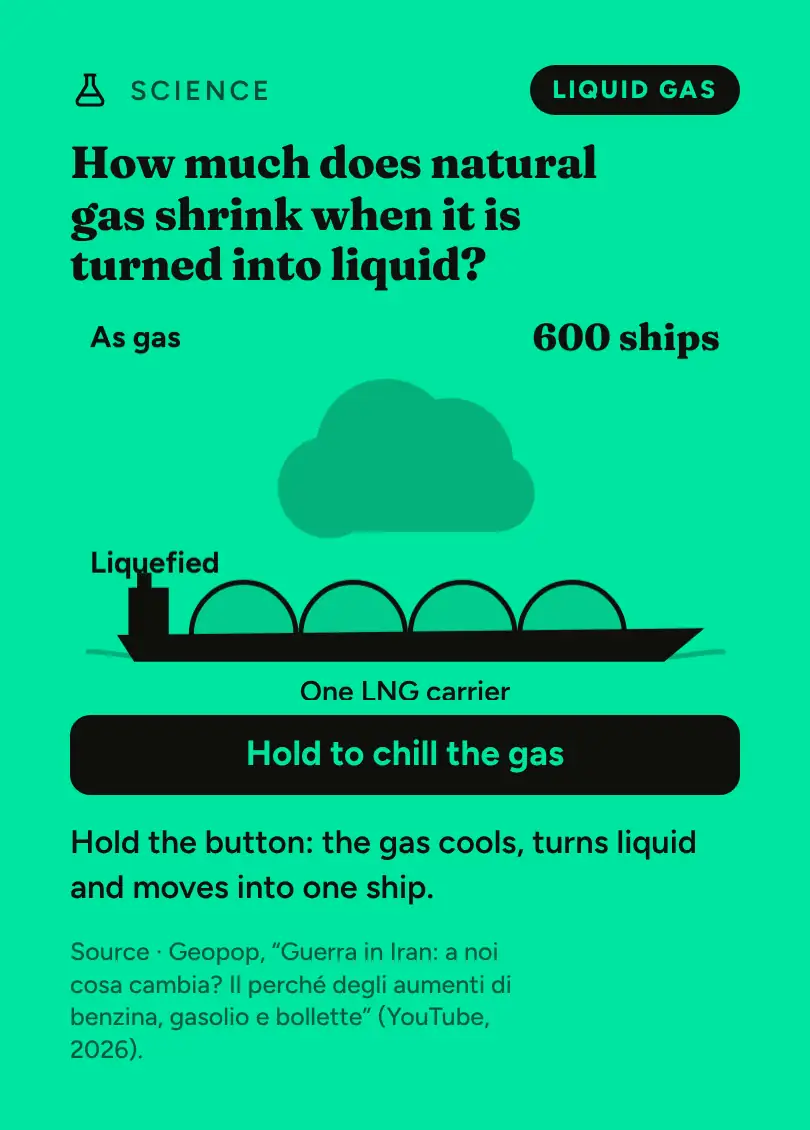 SCIENCE
LIQUID GAS
How much does natural
gas shrink when it is
turned into liquid?
As gas
600 ships
Liquefied
One LNG carrier
Hold to chill the gas
Hold the button: the gas cools, turns liquid
and moves into one ship.
Source · Geopop, “Guerra in Iran: a noi
cosa cambia? Il perché degli aumenti di
benzina, gasolio e bollette” (YouTube,
2026).